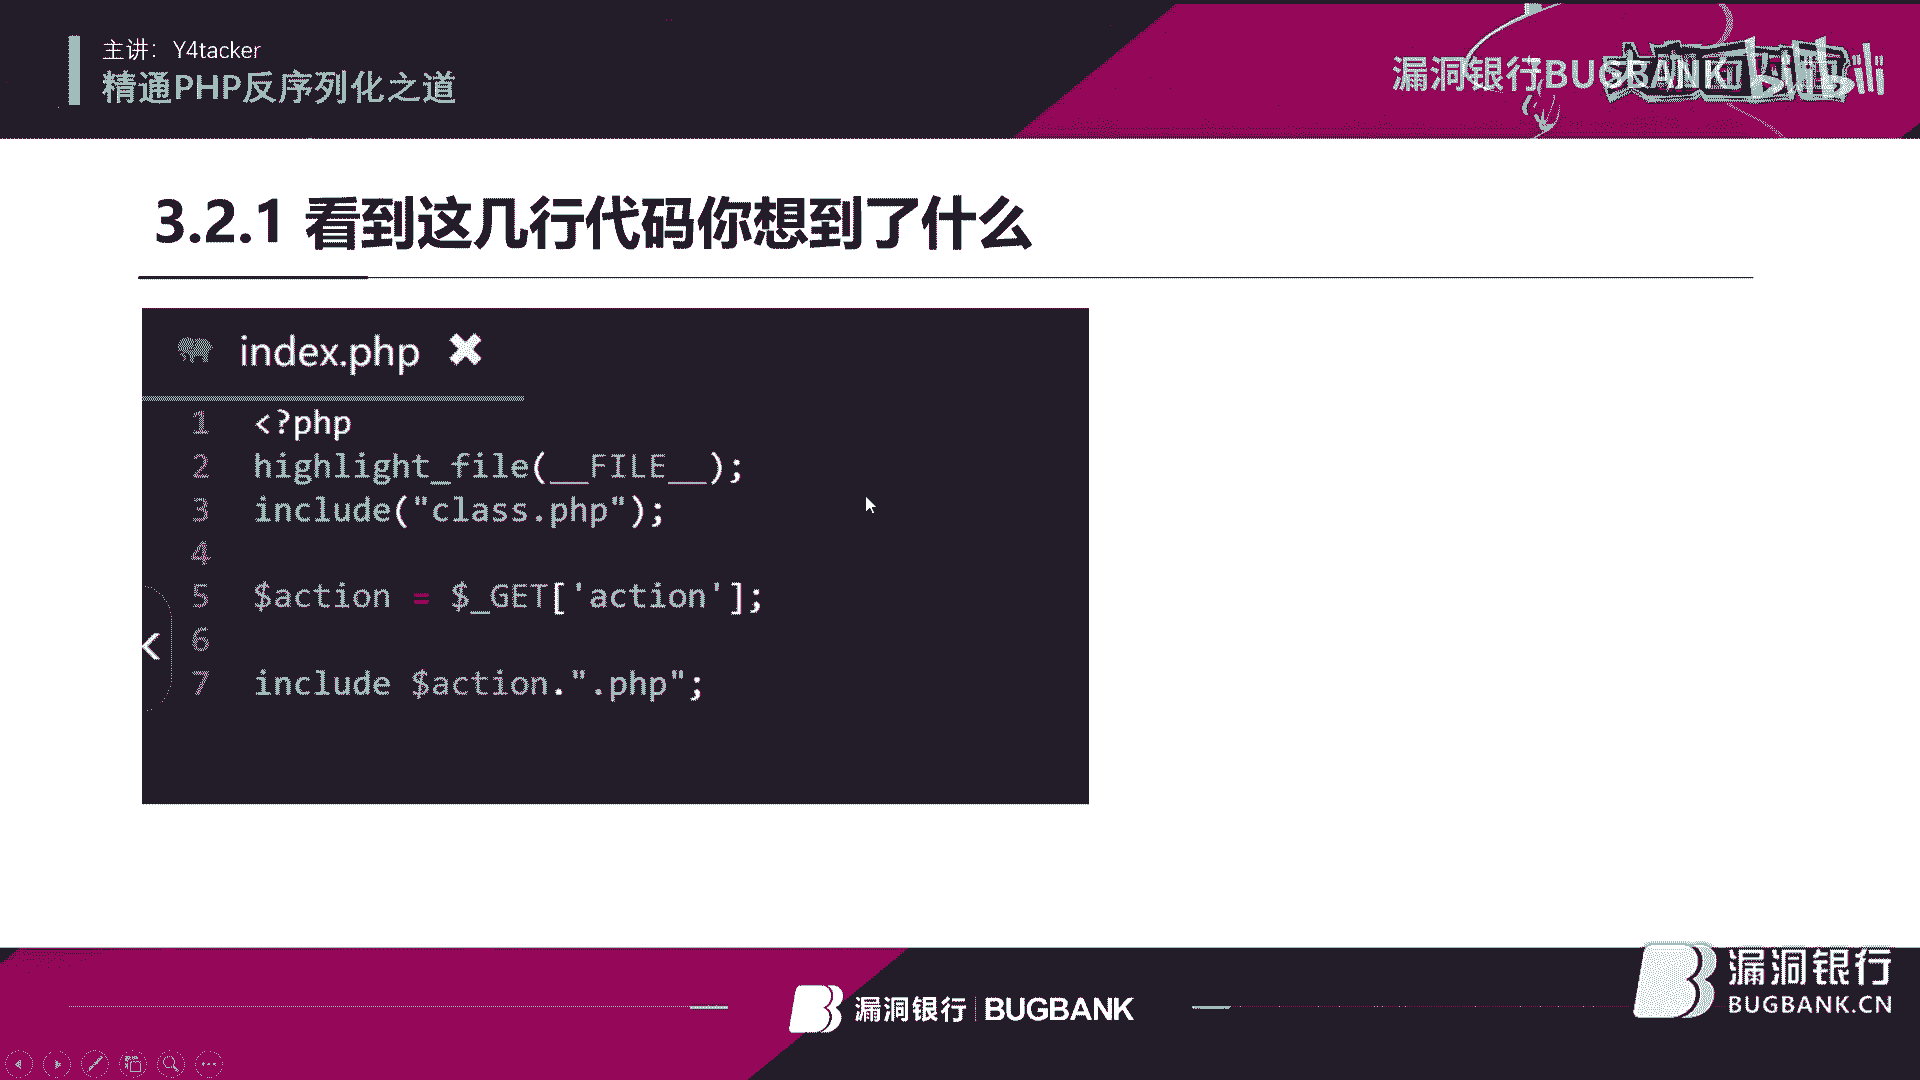 主讲：Y4tacker
精通PHP反序列化之道
漏洞银行BUGBANK
bilibili
3.2.1 看到这几行代码你想到了什么
index.php
1 <?php
2 highlight_file(__FILE__);
3 include("class.php");
4
5 $action = $_GET['action'];
6
7 include $action.".php";
漏洞银行 | BUGBANK
漏洞银行
BUGBANK.CN